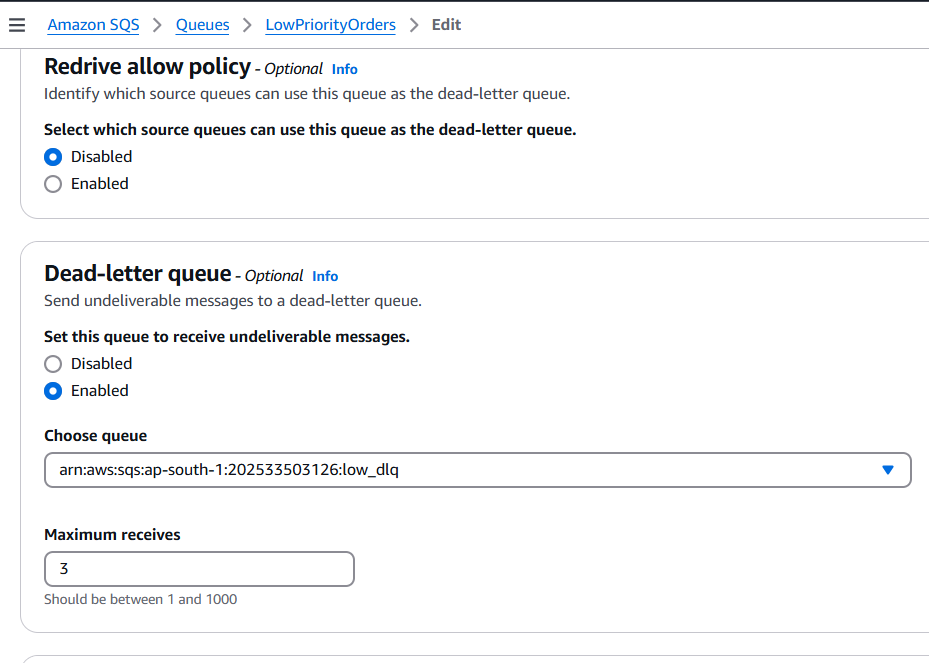 Amazon SQS > Queues > LowPriorityOrders > Edit
Redrive allow policy - Optional Info
Identify which source queues can use this queue as the dead-letter queue.
Select which source queues can use this queue as the dead-letter queue.
Disabled
Enabled
Dead-letter queue - Optional Info
Send undeliverable messages to a dead-letter queue.
Set this queue to receive undeliverable messages.
Disabled
Enabled
Choose queue
arn:aws:sqs:ap-south-1:202533503126:low_dlq
Maximum receives
3
Should be between 1 and 1000